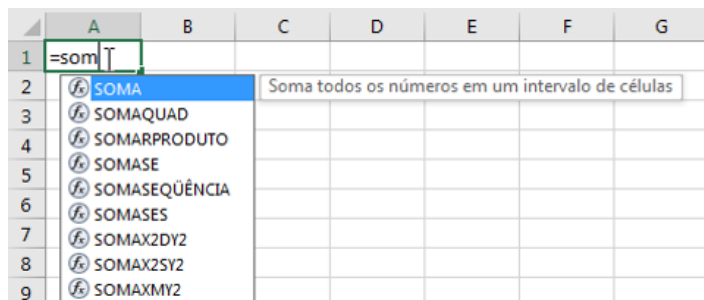 A B C D E F G
1 =som
2 SOMA Soma todos os números em um intervalo de células
3 SOMAQUAD
4 SOMARPRODUTO
5 SOMASE
SOMASEQÜÊNCIA
6 SOMASES
7 SOMAX2DY2
8 SOMAX2SY2
9 SOMAXMY2